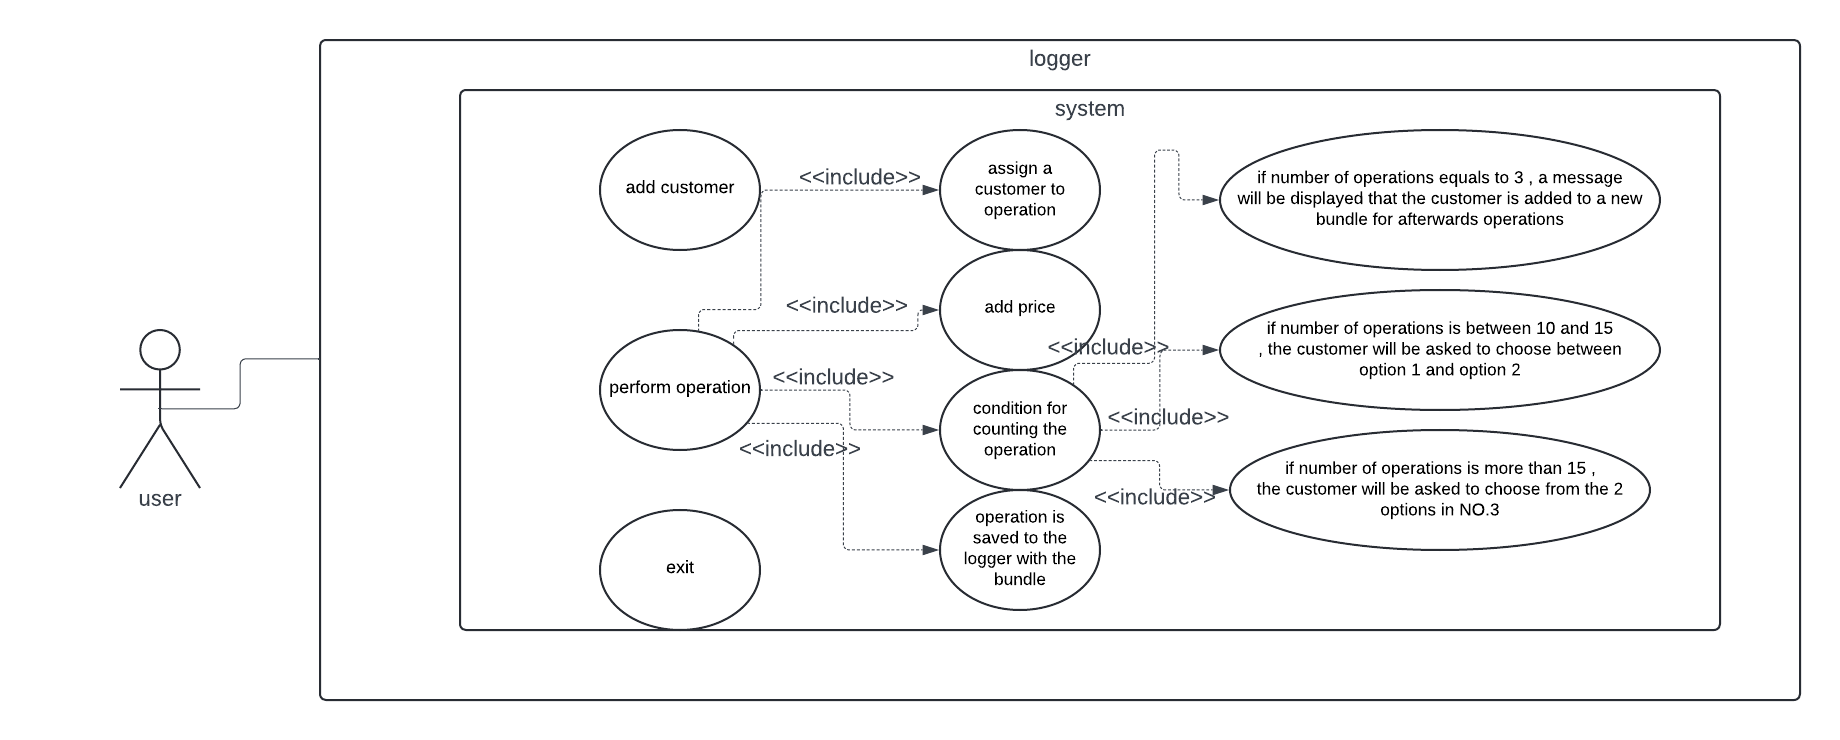 logger
system
add customer
<<include>>
assign a
customer to
operation
if number of operations equals to 3 , a message
will be displayed that the customer is added to a new
bundle for afterwards operations
<<include>>
add price
<<include>>
if number of operations is between 10 and 15
, the customer will be asked to choose between
option 1 and option 2
perform operation
<<include>>
condition for
counting the
operation
<<include>>
<<include>>
if number of operations is more than 15 ,
the customer will be asked to choose from the 2
options in NO.3
<<include>>
user
exit
operation is
saved to the
logger with the
bundle